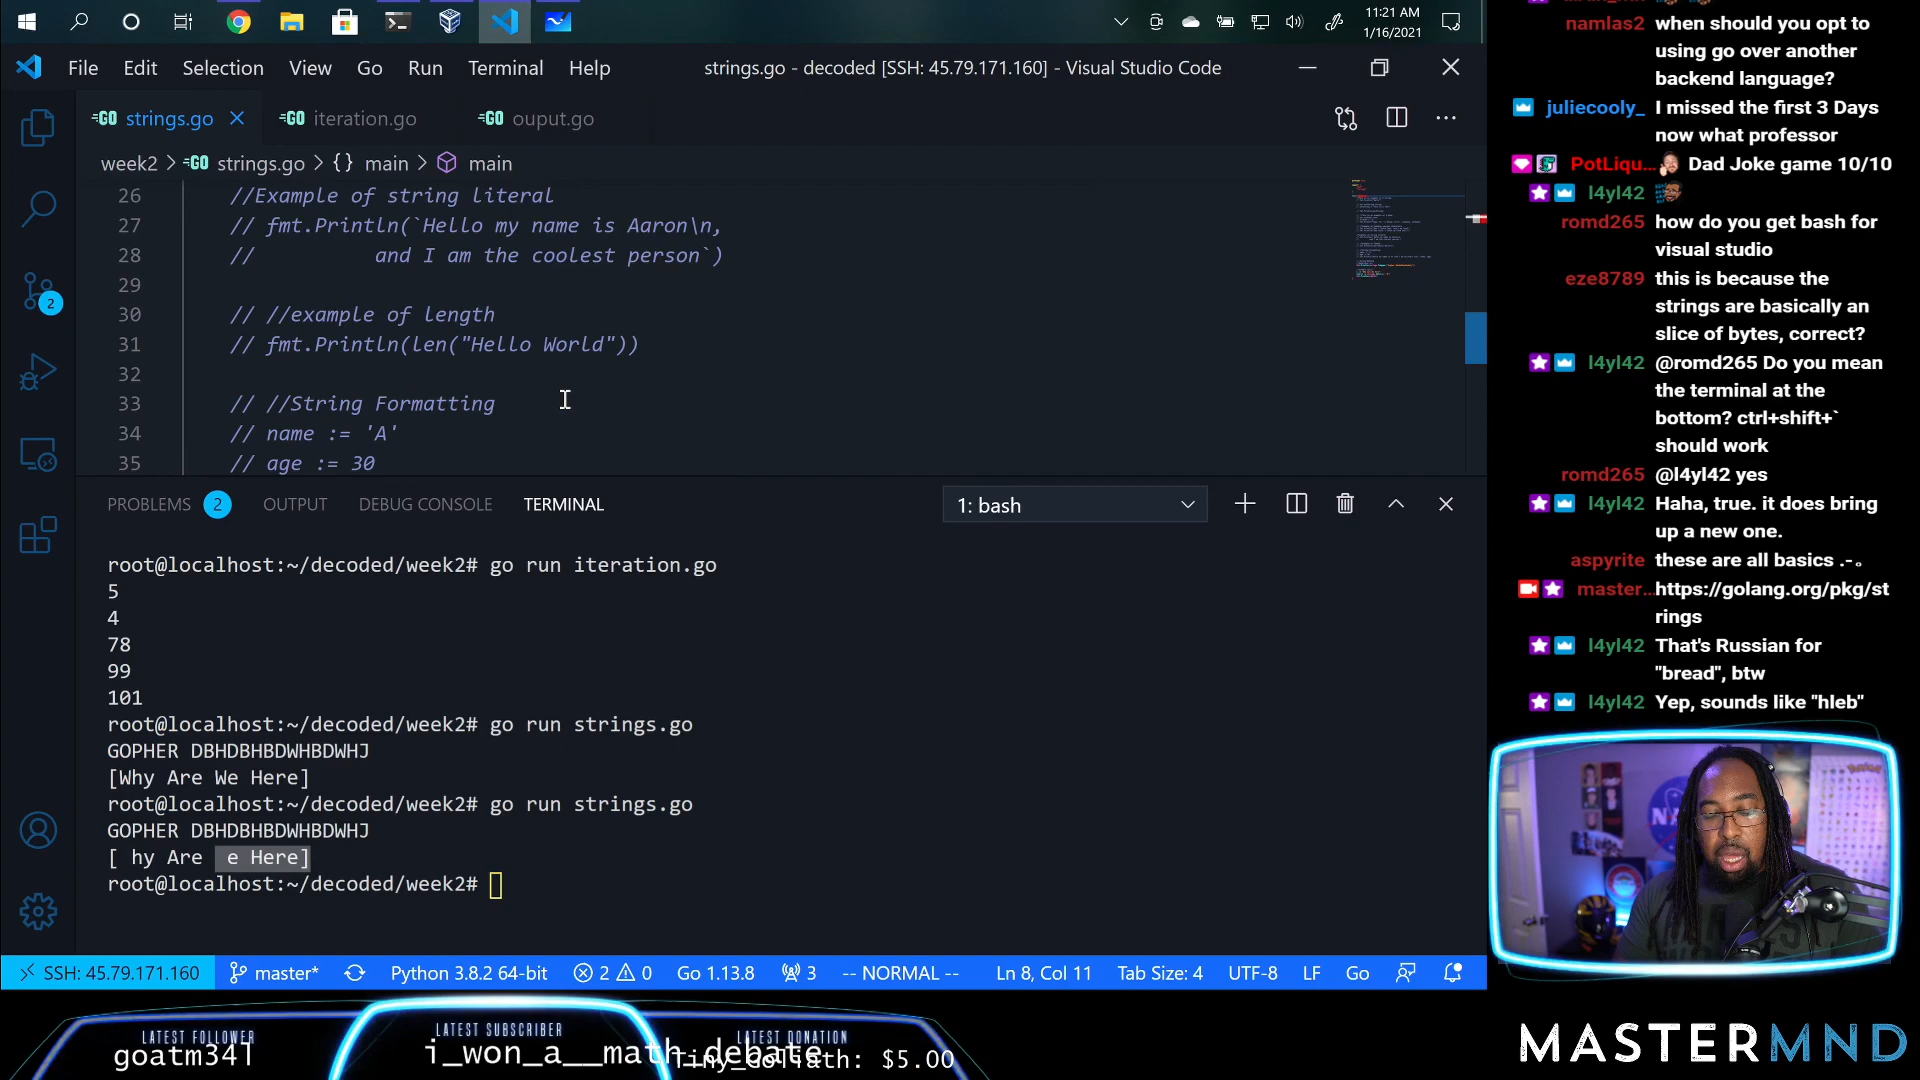 11:21 AM
1/16/2021
File Edit Selection View Go Run Terminal Help
strings.go - decoded [SSH: 45.79.171.160] - Visual Studio Code
GO strings.go
GO iteration.go
GO ouput.go
week2 > GO strings.go > {} main > main
26 //Example of string literal
27 // fmt.Println(`Hello my name is Aaron\n,
28 // and I am the coolest person`)
29
30 // //example of length
31 // fmt.Println(len("Hello World"))
32
33 // //String Formatting
34 // name := 'A'
35 // age := 30
PROBLEMS 2 OUTPUT DEBUG CONSOLE TERMINAL
1: bash
root@localhost:~/decoded/week2# go run iteration.go
5
4
78
99
101
root@localhost:~/decoded/week2# go run strings.go
GOPHER DBHDBHBDWHBDWHJ
[Why Are We Here]
root@localhost:~/decoded/week2# go run strings.go
GOPHER DBHDBHBDWHBDWHJ
[ hy Are  e Here]
root@localhost:~/decoded/week2#
2
SSH: 45.79.171.160 master* Python 3.8.2 64-bit 2 0 Go 1.13.8 3 -- NORMAL -- Ln 8, Col 11 Tab Size: 4 UTF-8 LF Go
namlas2 when should you opt to
using go over another
backend language?
juliecooly_ I missed the first 3 Days
now what professor
PotLiqu... Dad Joke game 10/10
l4yl42
romd265 how do you get bash for
visual studio
eze8789 this is because the
strings are basically an
slice of bytes, correct?
l4yl42 @romd265 Do you mean
the terminal at the
bottom? ctrl+shift+`
should work
romd265 @l4yl42 yes
l4yl42 Haha, true. it does bring
up a new one.
aspyrite these are all basics .-。
master... https://golang.org/pkg/st
rings
l4yl42 That's Russian for
"bread", btw
l4yl42 Yep, sounds like "hleb"
LATEST FOLLOWER
goatm341
LATEST SUBSCRIBER
i_won_a__math_debate
LATEST DONATION
Tiny_Goliath: $5.00
MASTERMND